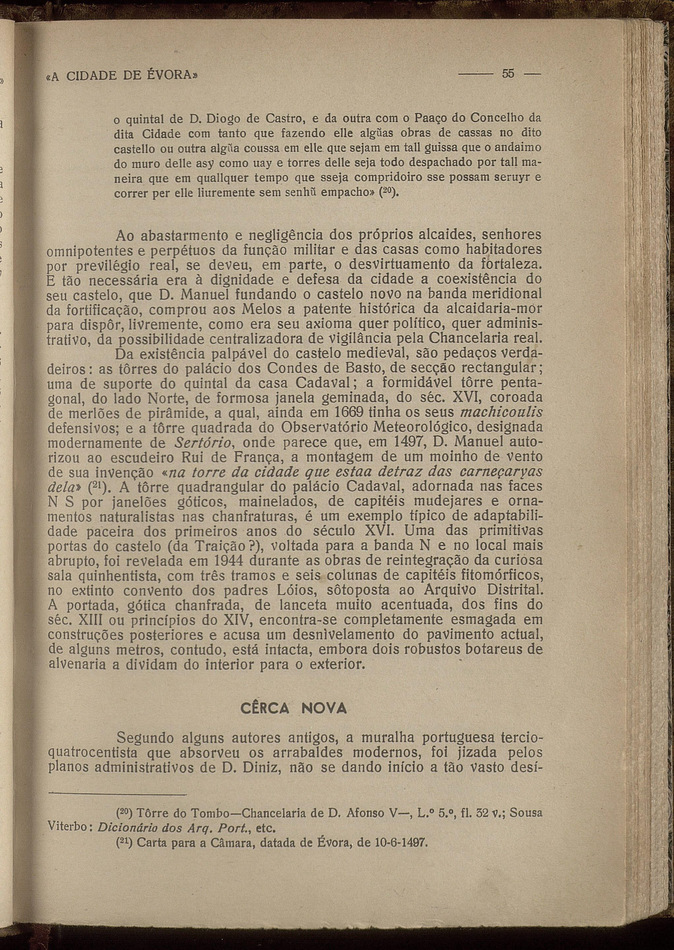 «A CIDADE DE ÉVORA» —— 55 —
o quintal de D. Diogo de Castro, e da outra com o Paaço do Concelho da
dita Cidade com tanto que fazendo elle algũas obras de cassas no dito
castello ou outra algũa coussa em elle que sejam em tall guissa que o andaimo
do muro delle asy como uay e torres delle seja todo despachado por tall ma-
neira que em quallquer tempo que sseja compridoiro sse possam seruyr e
correr per elle liuremente sem senhũ empacho» (²⁰).
Ao abastarmento e negligência dos próprios alcaides, senhores
omnipotentes e perpétuos da função militar e das casas como habitadores
por previlégio real, se deveu, em parte, o desvirtuamento da fortaleza.
E tão necessária era à dignidade e defesa da cidade a coexistência do
seu castelo, que D. Manuel fundando o castelo novo na banda meridional
da fortificação, comprou aos Melos a patente histórica da alcaidaria-mor
para dispôr, livremente, como era seu axioma quer político, quer adminis-
trativo, da possibilidade centralizadora de vigilância pela Chancelaria real.
Da existência palpável do castelo medieval, são pedaços verda-
deiros: as tôrres do palácio dos Condes de Basto, de secção rectangular;
uma de suporte do quintal da casa Cadaval; a formidável tôrre penta-
gonal, do lado Norte, de formosa janela geminada, do séc. XVI, coroada
de merlões de pirâmide, a qual, ainda em 1669 tinha os seus machicoulis
defensivos; e a tôrre quadrada do Observatório Meteorológico, designada
modernamente de Sertório, onde parece que, em 1497, D. Manuel auto-
rizou ao escudeiro Rui de França, a montagem de um moinho de vento
de sua invenção «na torre da cidade que estaa detraz das carneçaryas
dela» (²¹). A tôrre quadrangular do palácio Cadaval, adornada nas faces
N S por janelões góticos, mainelados, de capitéis mudejares e orna-
mentos naturalistas nas chanfraturas, é um exemplo típico de adaptabili-
dade paceira dos primeiros anos do século XVI. Uma das primitivas
portas do castelo (da Traição?), voltada para a banda N e no local mais
abrupto, foi revelada em 1944 durante as obras de reintegração da curiosa
sala quinhentista, com três tramos e seis colunas de capitéis fitomórficos,
no extinto convento dos padres Lóios, sôtoposta ao Arquivo Distrital.
A portada, gótica chanfrada, de lanceta muito acentuada, dos fins do
séc. XIII ou princípios do XIV, encontra-se completamente esmagada em
construções posteriores e acusa um desnivelamento do pavimento actual,
de alguns metros, contudo, está intacta, embora dois robustos botareus de
alvenaria a dividam do interior para o exterior.
CÊRCA NOVA
Segundo alguns autores antigos, a muralha portuguesa tercio-
quatrocentista que absorveu os arrabaldes modernos, foi jizada pelos
planos administrativos de D. Diniz, não se dando início a tão vasto desí-
(²⁰) Tôrre do Tombo—Chancelaria de D. Afonso V—, L.º 5.º, fl. 32 v.; Sousa
Viterbo: Dicionário dos Arq. Port., etc.
(²¹) Carta para a Câmara, datada de Évora, de 10-6-1497.